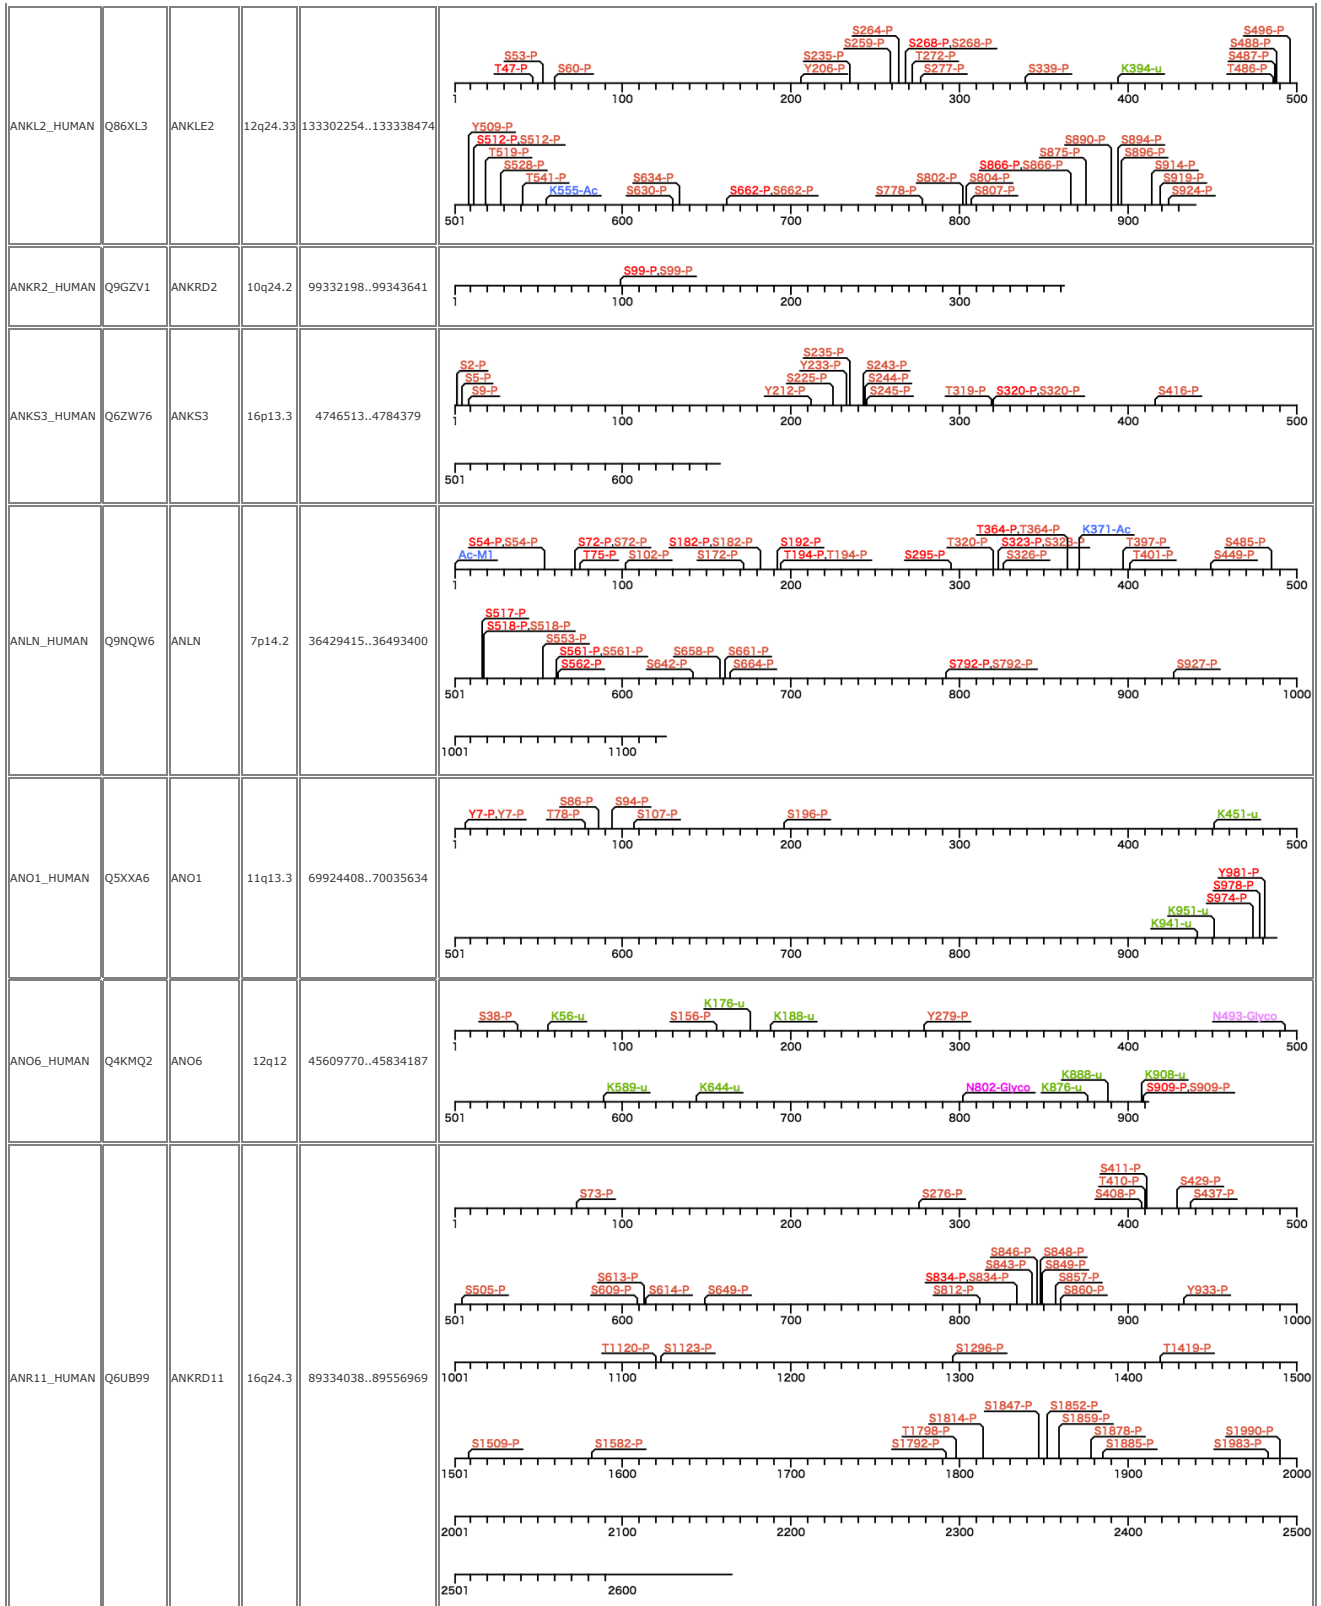 S264-P S496-P
S259-P S268-P,S268-P S488-P
S53-P S235-P T272-P S487-P
T47-P S60-P Y206-P S277-P S339-P K394-u T486-P
1 100 200 300 400 500
ANKL2_HUMAN Q86XL3 ANKLE2 12q24.33 133302254..133338474
Y509-P
S512-P,S512-P S890-P S894-P
T519-P S875-P S896-P
S528-P S866-P,S866-P S914-P
T541-P S634-P S802-P S804-P S919-P
K555-Ac S630-P S662-P,S662-P S778-P S807-P S924-P
501 600 700 800 900
S99-P,S99-P
ANKR2_HUMAN Q9GZV1 ANKRD2 10q24.2 99332198..99343641
1 100 200 300
S235-P
S2-P Y233-P S243-P
S5-P S225-P S244-P
S9-P Y212-P S245-P T319-P S320-P,S320-P S416-P
ANKS3_HUMAN Q6ZW76 ANKS3 16p13.3 4746513..4784379
1 100 200 300 400 500
501 600
T364-P,T364-P K371-Ac
S54-P,S54-P S72-P,S72-P S182-P,S182-P S192-P T320-P S323-P,S323-P T397-P S485-P
Ac-M1 T75-P S102-P S172-P T194-P,T194-P S295-P S326-P T401-P S449-P
1 100 200 300 400 500
S517-P
S518-P,S518-P
ANLN_HUMAN Q9NQW6 ANLN 7p14.2 36429415..36493400
S553-P
S561-P,S561-P S658-P S661-P
S562-P S642-P S664-P S792-P,S792-P S927-P
501 600 700 800 900 1000
1001 1100
S86-P S94-P
Y7-P,Y7-P T78-P S107-P S196-P K451-u
1 100 200 300 400 500
ANO1_HUMAN Q5XXA6 ANO1 11q13.3 69924408..70035634
Y981-P
S978-P
S974-P
K951-u
K941-u
501 600 700 800 900
K176-u
S38-P K56-u S156-P K188-u Y279-P N493-Glyco
1 100 200 300 400 500
ANO6_HUMAN Q4KMQ2 ANO6 12q12 45609770..45834187
K888-u K908-u
K589-u K644-u N802-Glyco K876-u S909-P,S909-P
501 600 700 800 900
S411-P
T410-P S429-P
S73-P S276-P S408-P S437-P
1 100 200 300 400 500
S846-P S848-P
S843-P S849-P
S613-P S834-P,S834-P S857-P
S505-P S609-P S614-P S649-P S812-P S860-P Y933-P
501 600 700 800 900 1000
T1120-P S1123-P S1296-P T1419-P
1001 1100 1200 1300 1400 1500
ANR11_HUMAN Q6UB99 ANKRD11 16q24.3 89334038..89556969
S1847-P S1852-P
S1814-P S1859-P
T1798-P S1878-P S1990-P
S1509-P S1582-P S1792-P S1885-P S1983-P
1501 1600 1700 1800 1900 2000
2001 2100 2200 2300 2400 2500
2501 2600